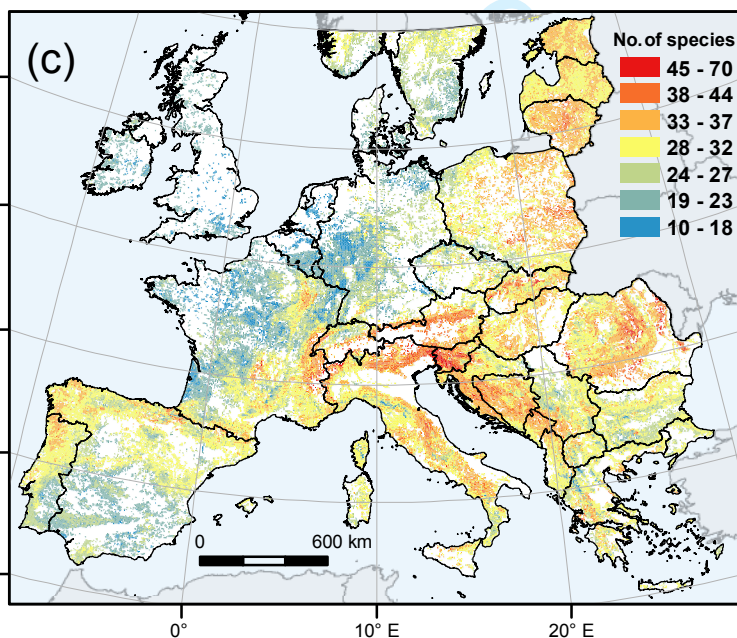 (c)
No. of species
45 - 70
38 - 44
33 - 37
28 - 32
24 - 27
19 - 23
10 - 18
0 600 km
0° 10° E 20° E